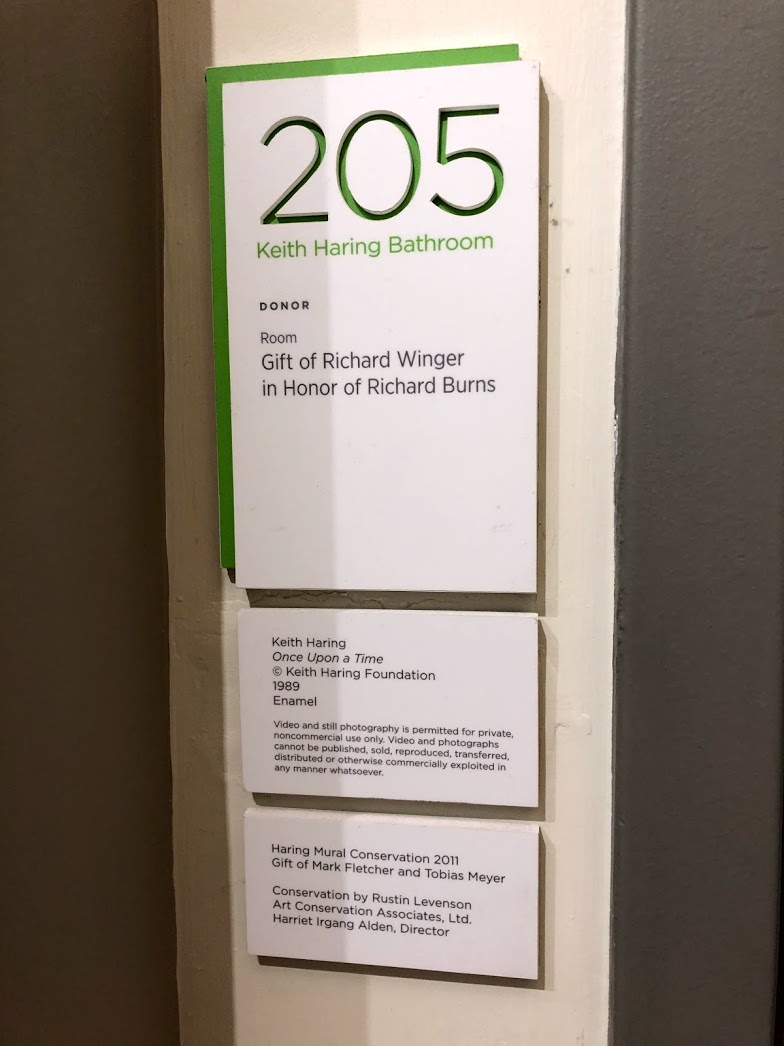 205
Keith Haring Bathroom
DONOR
Room
Gift of Richard Winger
in Honor of Richard Burns
Keith Haring
Once Upon a Time
© Keith Haring Foundation
1989
Enamel
Video and still photography is permitted for private,
noncommercial use only. Video and photographs
cannot be published, sold, reproduced, transferred,
distributed or otherwise commercially exploited in
any manner whatsoever.
Haring Mural Conservation 2011
Gift of Mark Fletcher and Tobias Meyer
Conservation by Rustin Levenson
Art Conservation Associates, Ltd.
Harriet Irgang Alden, Director